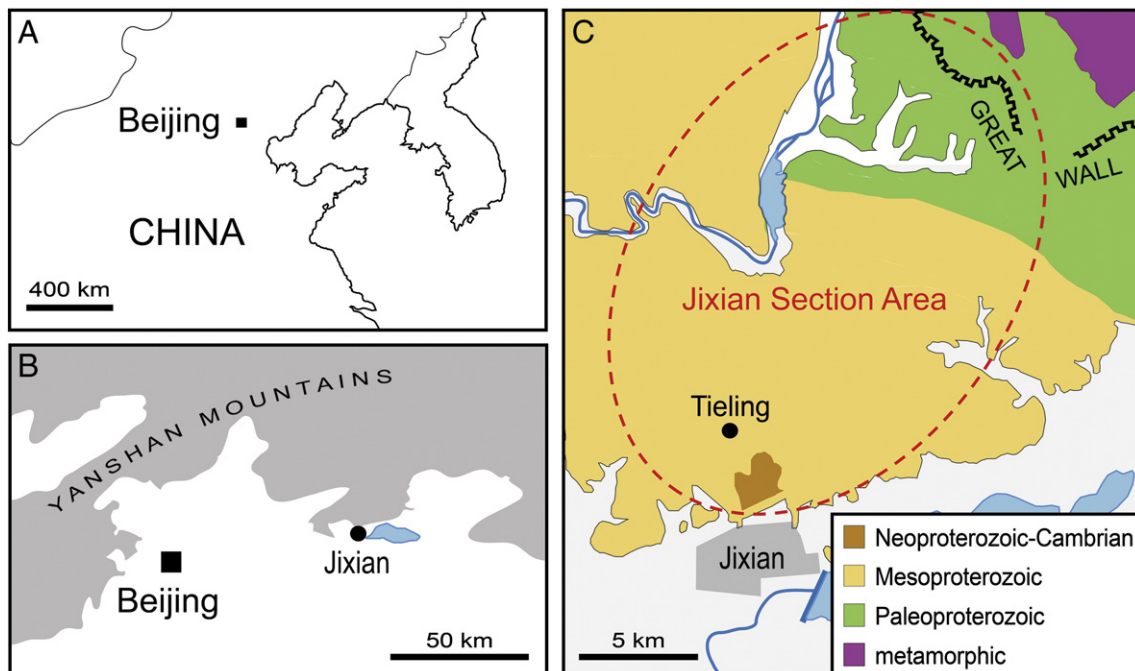 A
Beijing
CHINA
400 km
B
YANSHAN MOUNTAINS
Jixian
Beijing
50 km
C
GREAT
WALL
Jixian Section Area
Tieling
Jixian
5 km
Neoproterozoic-Cambrian
Mesoproterozoic
Paleoproterozoic
metamorphic